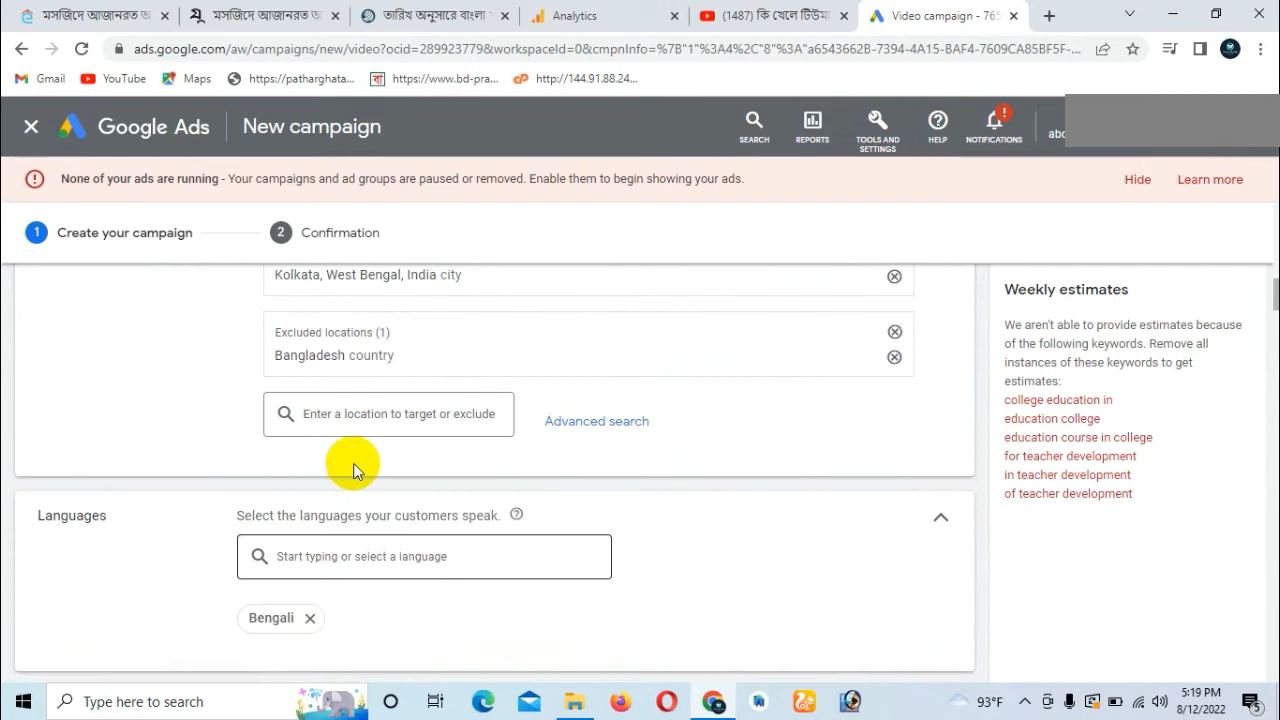 মসজিদে আজানরত অ
মসজিদে আজানরত অ
তারিখ অনুসারে বাংলা
Analytics
(1487) কি খেলে টিউমা
Video campaign - 765
ads.google.com/aw/campaigns/new/video?ocid=289923779&workspaceId=0&cmpnInfo=%7B"1"%3A4%2C"8"%3A"a6543662B-7394-4A15-BAF4-7609CA85BF5F-...
Gmail
YouTube
Maps
https://patharghata...
https://www.bd-pra...
http://144.91.88.24...
Google Ads
New campaign
SEARCH
REPORTS
TOOLS AND
SETTINGS
HELP
NOTIFICATIONS
abc
None of your ads are running - Your campaigns and ad groups are paused or removed. Enable them to begin showing your ads.
Hide
Learn more
1 Create your campaign
2 Confirmation
Kolkata, West Bengal, India city
Excluded locations (1)
Bangladesh country
Enter a location to target or exclude
Advanced search
Languages
Select the languages your customers speak.
Start typing or select a language
Bengali
Weekly estimates
We aren't able to provide estimates because
of the following keywords. Remove all
instances of these keywords to get
estimates:
college education in
education college
education course in college
for teacher development
in teacher development
of teacher development
Type here to search
93°F
5:19 PM
8/12/2022
5